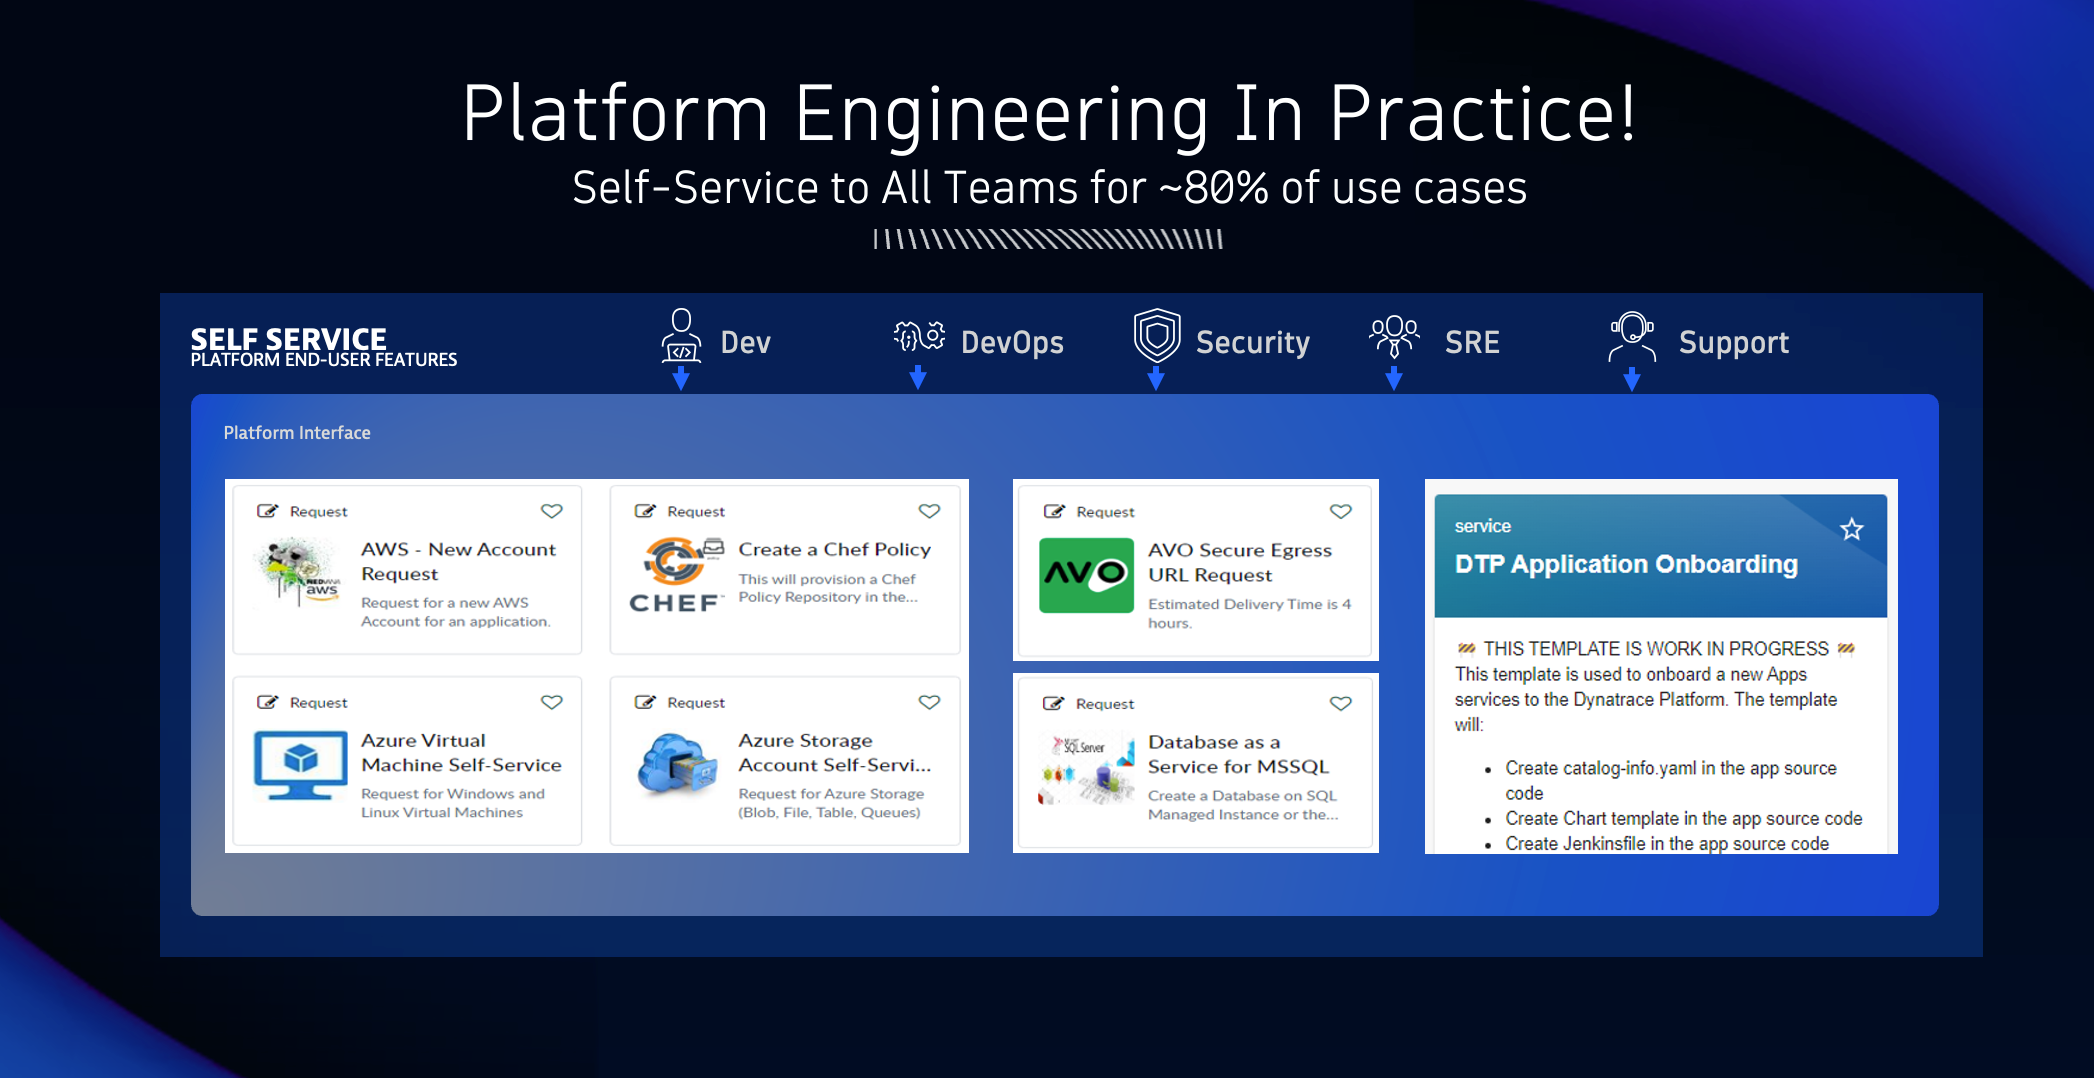 Platform Engineering In Practice!
Self-Service to All Teams for ~80% of use cases
SELF SERVICE
PLATFORM END-USER FEATURES
Dev
DevOps
Security
SRE
Support
Platform Interface
Request
AWS - New Account
Request
Request for a new AWS
Account for an application.
aws
Request
Create a Chef Policy
This will provision a Chef
Policy Repository in the...
CHEF
Request
Azure Virtual
Machine Self-Service
Request for Windows and
Linux Virtual Machines
Request
Azure Storage
Account Self-Servi...
Request for Azure Storage
(Blob, File, Table, Queues)
Request
AVO
AVO Secure Egress
URL Request
Estimated Delivery Time is 4
hours.
Request
SQL Server
Database as a
Service for MSSQL
Create a Database on SQL
Managed Instance or the...
service
DTP Application Onboarding
🚧 THIS TEMPLATE IS WORK IN PROGRESS 🚧
This template is used to onboard a new Apps
services to the Dynatrace Platform. The template
will:
• Create catalog-info.yaml in the app source
code
• Create Chart template in the app source code
• Create Jenkinsfile in the app source code